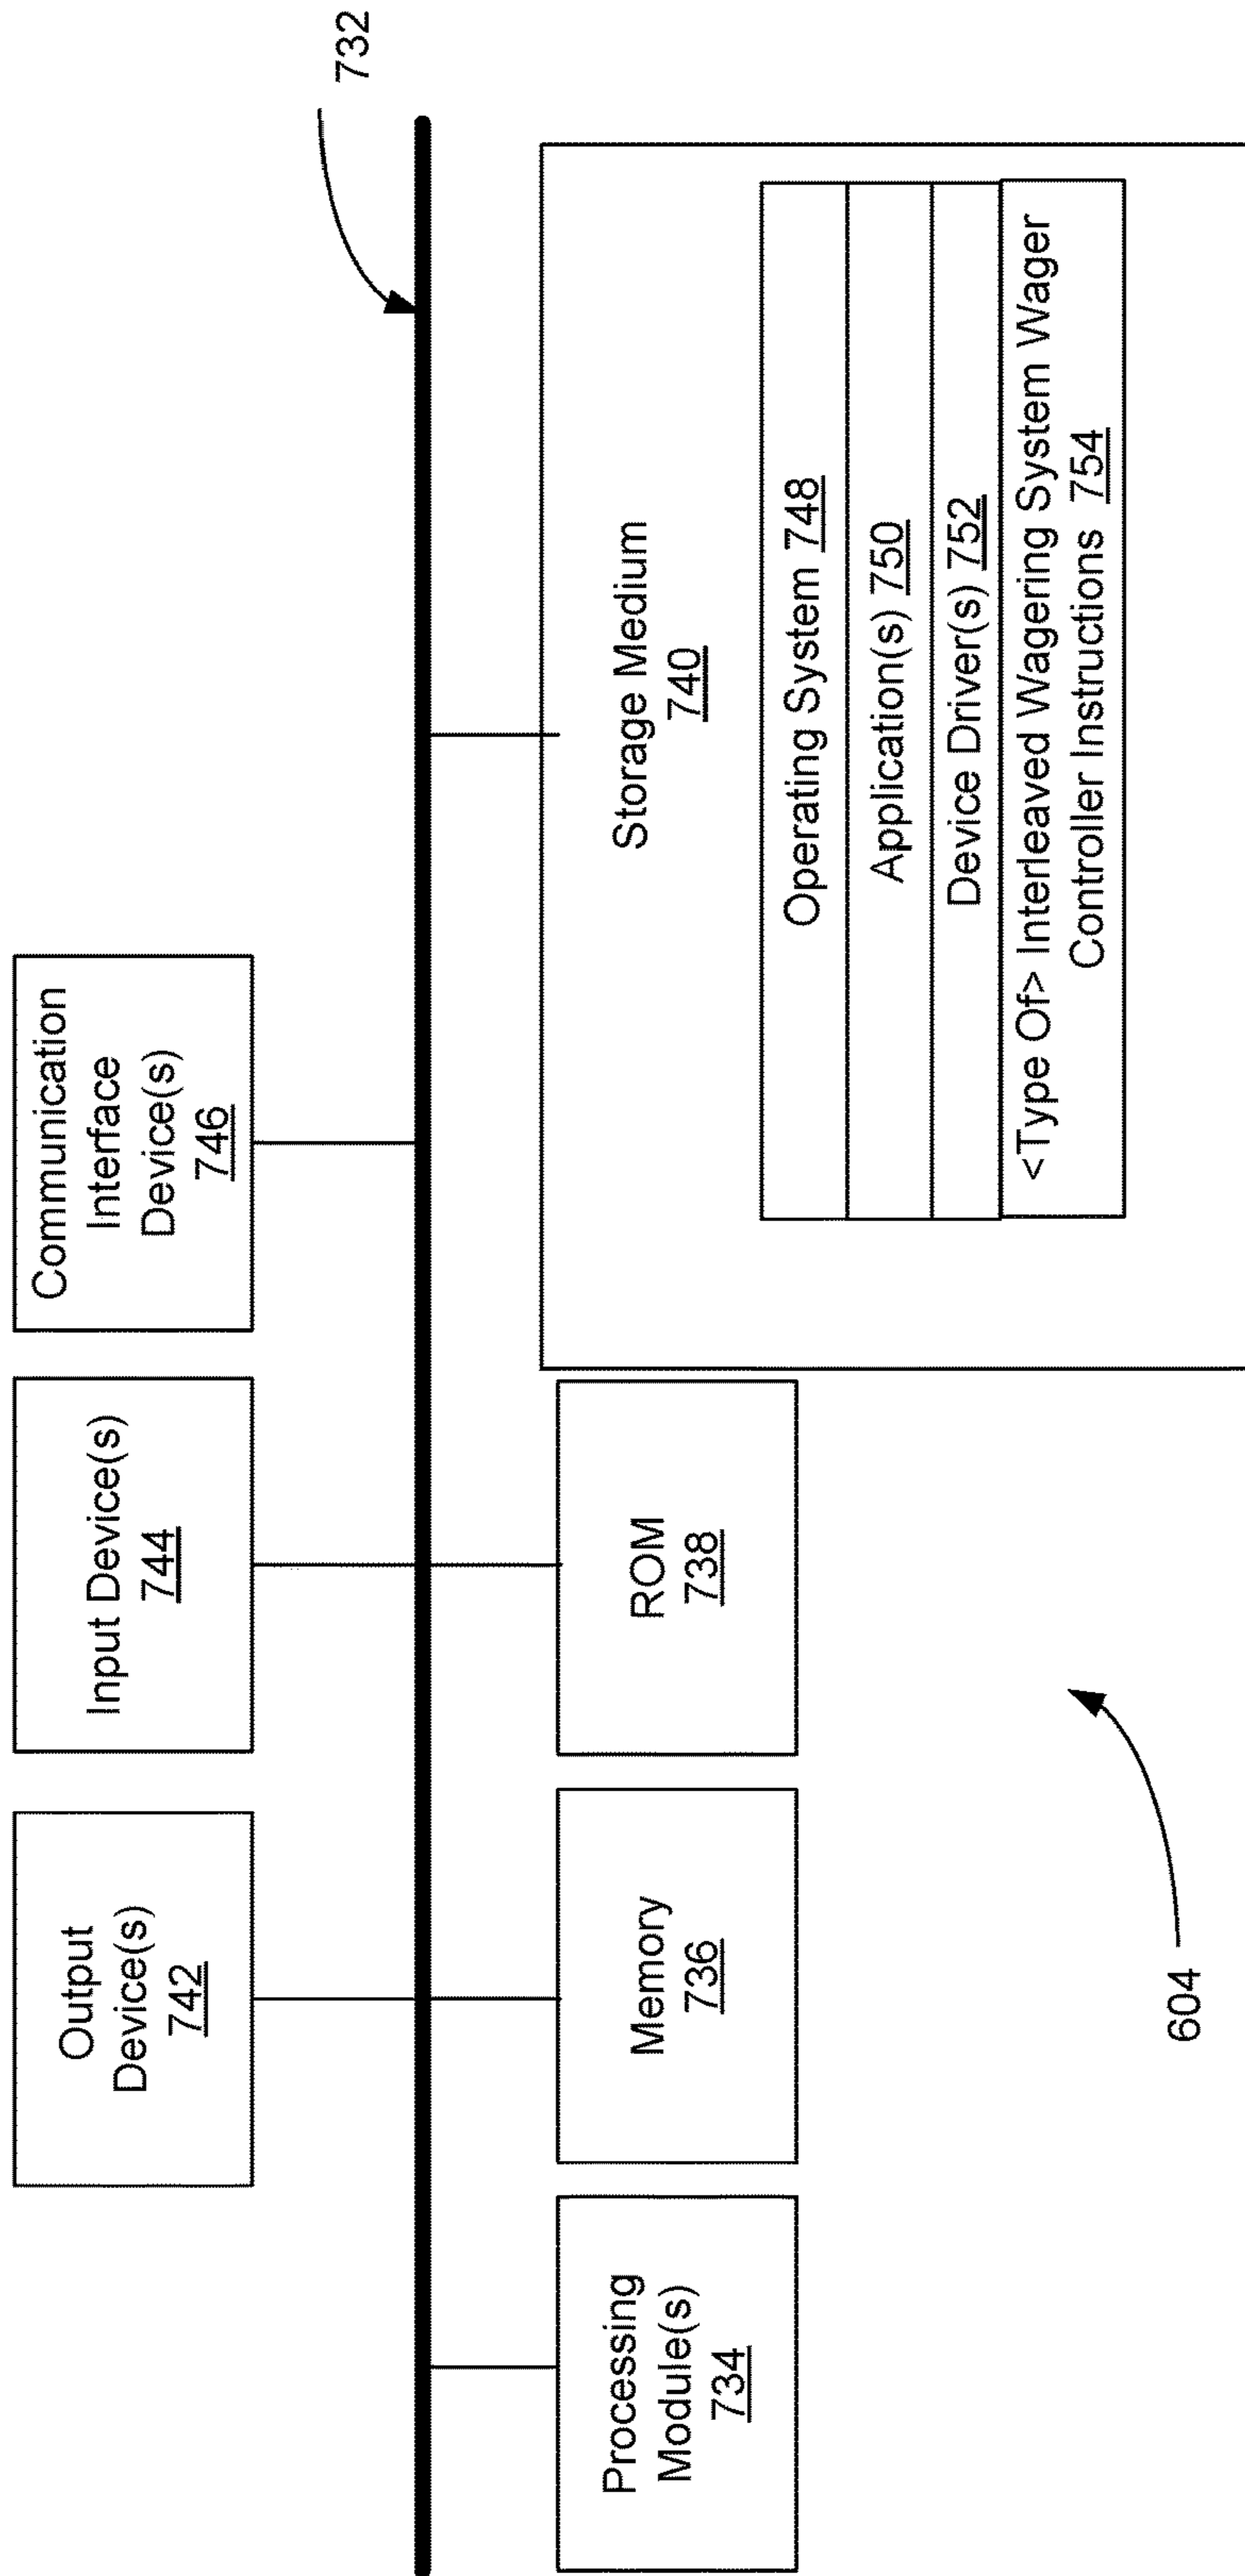 732
Output
Device(s)
742
Input Device(s)
744
Communication
Interface
Device(s)
746
Processing
Module(s)
734
Memory
736
ROM
738
Storage Medium
740
Operating System 748
Application(s) 750
Device Driver(s) 752
<Type Of> Interleaved Wagering System Wager
Controller Instructions 754
604